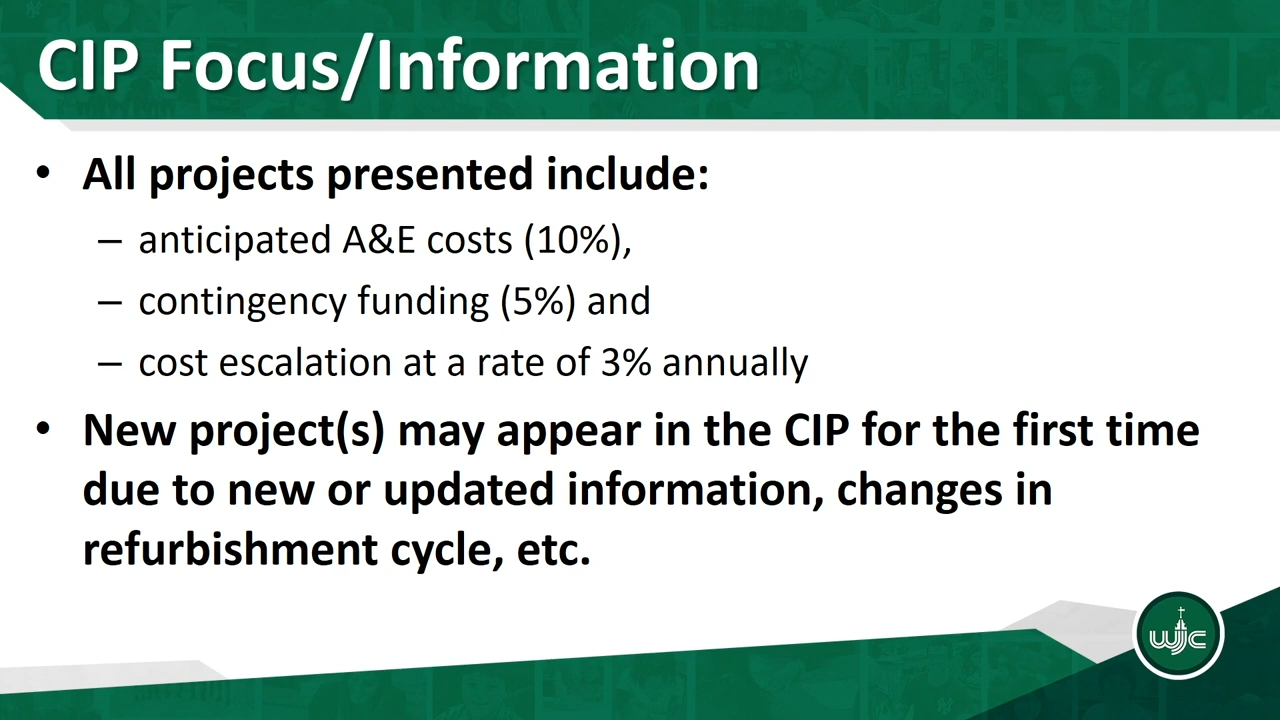 CIP Focus/Information
• All projects presented include:
– anticipated A&E costs (10%),
– contingency funding (5%) and
– cost escalation at a rate of 3% annually
• New project(s) may appear in the CIP for the first time
due to new or updated information, changes in
refurbishment cycle, etc.
WJCC